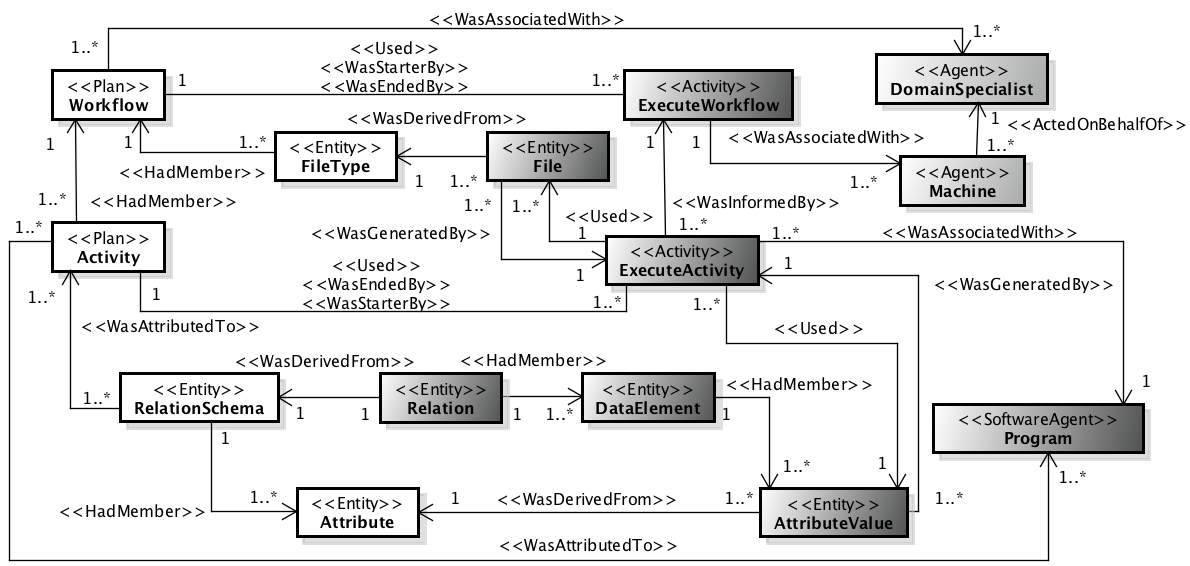 <<WasAssociatedWith>>
1..*
1..*
<<Used>>
<<WasStarterBy>>
<<WasEndedBy>>
1
1..*
<<Plan>>
Workflow
<<Activity>>
ExecuteWorkflow
<<Agent>>
DomainSpecialist
1
1
<<WasDerivedFrom>>
1..*
1
1
<<WasAssociatedWith>>
1
<<ActedOnBehalfOf>>
1..*
<<Entity>>
FileType
<<Entity>>
File
<<Agent>>
Machine
<<HadMember>>
1
1..*
1..*
1..*
<<HadMember>>
1..*
1..*
<<WasInformedBy>>
<<Used>>
1..*
1..*
<<Plan>>
Activity
<<WasGeneratedBy>>
1
1
<<Activity>>
ExecuteActivity
1..*
<<WasAssociatedWith>>
1
<<Used>>
<<WasEndedBy>>
<<WasStarterBy>>
1
1..*
1..*
1..*
<<WasGeneratedBy>>
<<WasAttributedTo>>
<<Used>>
<<WasDerivedFrom>>
<<HadMember>>
<<HadMember>>
1..*
<<Entity>>
RelationSchema
1
1
<<Entity>>
Relation
1
1..*
<<Entity>>
DataElement
1
1
<<SoftwareAgent>>
Program
1
1..*
1
1..*
1..*
<<HadMember>>
<<Entity>>
Attribute
1
<<WasDerivedFrom>>
1..*
<<Entity>>
AttributeValue
1..*
<<WasAttributedTo>>